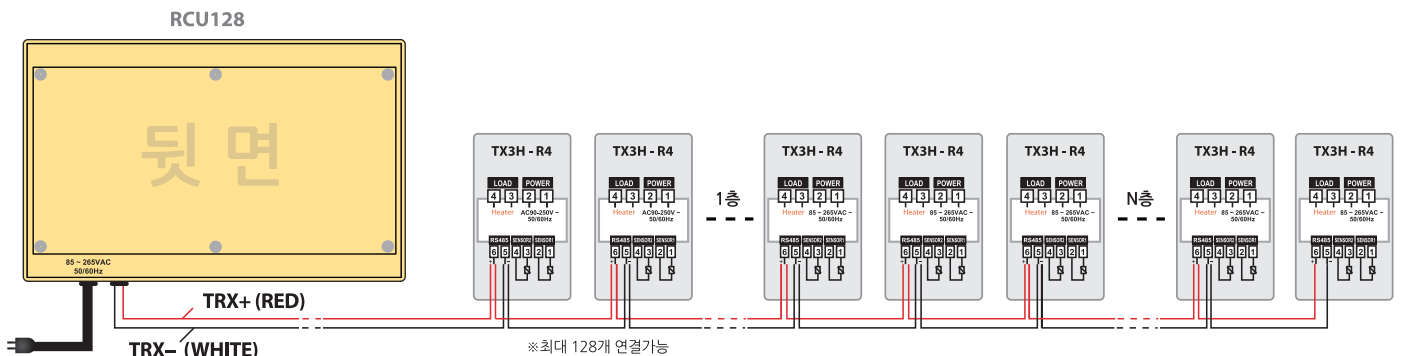 RCU128
뒷 면
85 ~ 265VAC
50/60Hz
TRX+ (RED)
TRX− (WHITE)
TX3H - R4
LOAD POWER
4 3 2 1
Heater AC90-250V ~
50/60Hz
RS485 SENSOR2 SENSOR1
6 5 4 3 2 1
+ −
TX3H - R4
LOAD POWER
4 3 2 1
Heater AC90-250V ~
50/60Hz
RS485 SENSOR2 SENSOR1
6 5 4 3 2 1
+ −
1층
TX3H - R4
LOAD POWER
4 3 2 1
Heater 85 ~ 265VAC ~
50/60Hz
RS485 SENSOR2 SENSOR1
6 5 4 3 2 1
+ −
TX3H - R4
LOAD POWER
4 3 2 1
Heater 85 ~ 265VAC ~
50/60Hz
RS485 SENSOR2 SENSOR1
6 5 4 3 2 1
+ −
TX3H - R4
LOAD POWER
4 3 2 1
Heater 85 ~ 265VAC ~
50/60Hz
RS485 SENSOR2 SENSOR1
6 5 4 3 2 1
+ −
N층
TX3H - R4
LOAD POWER
4 3 2 1
Heater 85 ~ 265VAC ~
50/60Hz
RS485 SENSOR2 SENSOR1
6 5 4 3 2 1
+ −
TX3H - R4
LOAD POWER
4 3 2 1
Heater 85 ~ 265VAC ~
50/60Hz
RS485 SENSOR2 SENSOR1
6 5 4 3 2 1
+ −
※최대 128개 연결가능